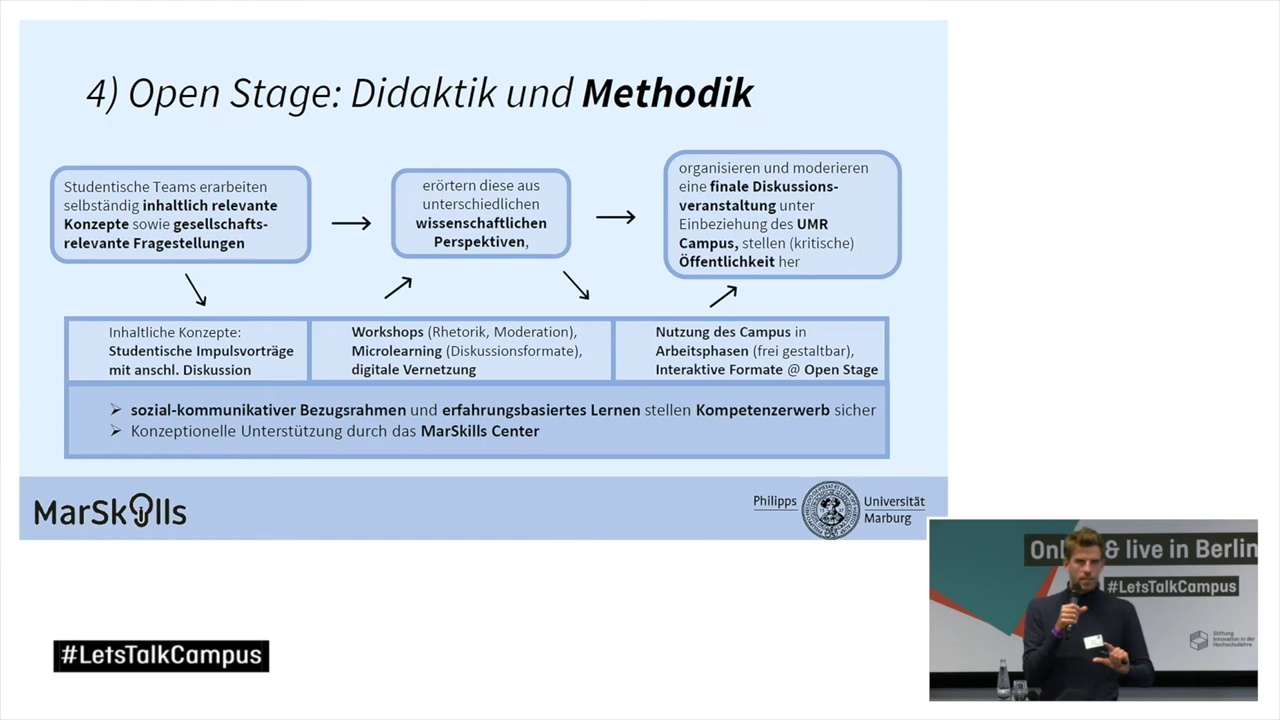 4) Open Stage: Didaktik und Methodik
Studentische Teams erarbeiten
selbständig inhaltlich relevante
Konzepte sowie gesellschafts-
relevante Fragestellungen
erörtern diese aus
unterschiedlichen
wissenschaftlichen
Perspektiven,
organisieren und moderieren
eine finale Diskussions-
veranstaltung unter
Einbeziehung des UMR
Campus, stellen (kritische)
Öffentlichkeit her
Inhaltliche Konzepte:
Studentische Impulsvorträge
mit anschl. Diskussion
Workshops (Rhetorik, Moderation),
Microlearning (Diskussionsformate),
digitale Vernetzung
Nutzung des Campus in
Arbeitsphasen (frei gestaltbar),
Interaktive Formate @ Open Stage
➢ sozial-kommunikativer Bezugsrahmen und erfahrungsbasiertes Lernen stellen Kompetenzerwerb sicher
➢ Konzeptionelle Unterstützung durch das MarSkills Center
MarSkills
Philipps Universität
Marburg
& live in Berlin
#LetsTalkCampus
Stiftung
Innovation in der
Hochschullehre
#LetsTalkCampus